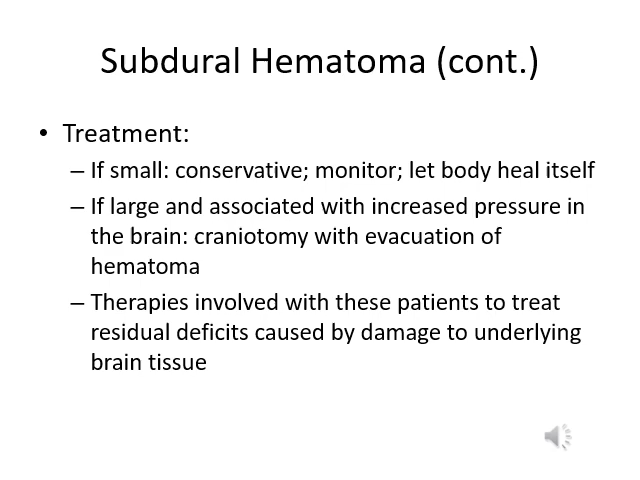 Subdural Hematoma (cont.)
• Treatment:
– If small: conservative; monitor; let body heal itself
– If large and associated with increased pressure in
the brain: craniotomy with evacuation of
hematoma
– Therapies involved with these patients to treat
residual deficits caused by damage to underlying
brain tissue